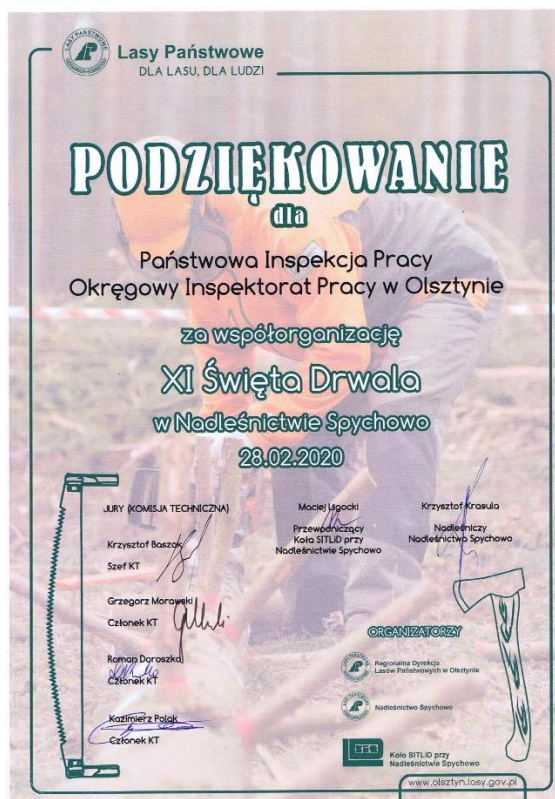 LASY PAŃSTWOWE
Lasy Państwowe
DLA LASU, DLA LUDZI
PODZIĘKOWANIE
dla
Państwowa Inspekcja Pracy
Okręgowy Inspektorat Pracy w Olsztynie
za współorganizację
XI Święta Drwala
w Nadleśnictwie Spychowo
28.02.2020
JURY (KOMISJA TECHNICZNA)
Krzysztof Baszak
Szef KT
Grzegorz Morawski
Członek KT
Roman Doroszko
Członek KT
Kazimierz Polak
Członek KT
Maciej Ligocki
Przewodniczący
Koła SITLiD przy
Nadleśnictwie Spychowo
Krzysztof Krasula
Nadleśniczy
Nadleśnictwa Spychowo
ORGANIZATORZY
Regionalna Dyrekcja
Lasów Państwowych w Olsztynie
Nadleśnictwo Spychowo
Koło SITLiD przy
Nadleśnictwie Spychowo
www.olsztyn.lasy.gov.pl